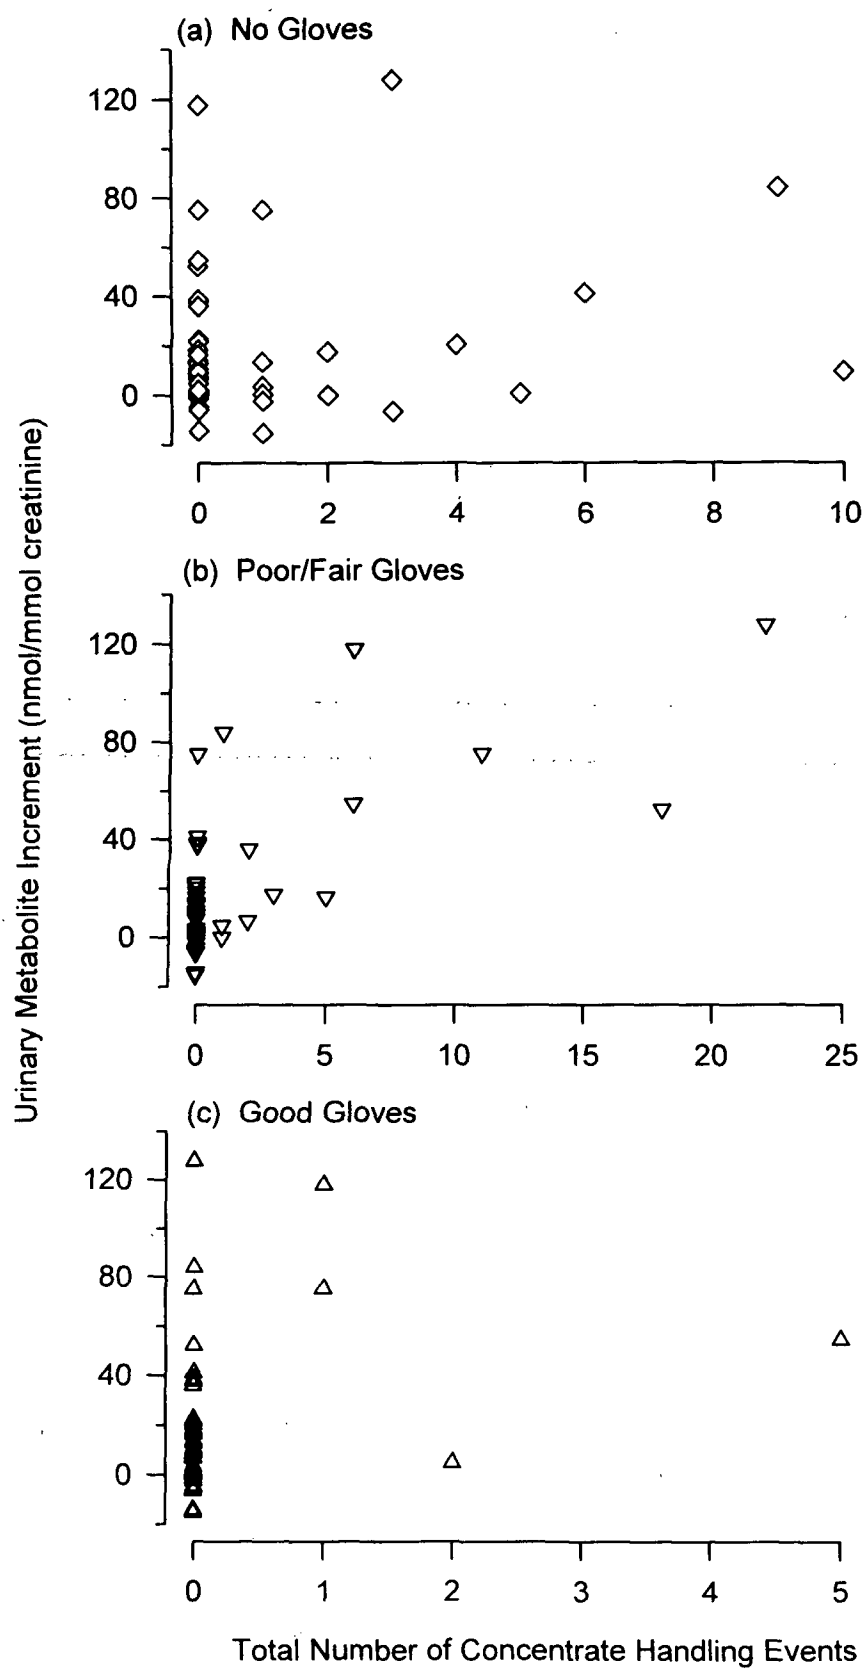 (a) No Gloves
120
80
40
0
0 2 4 6 8 10
(b) Poor/Fair Gloves
120
80
40
0
0 5 10 15 20 25
(c) Good Gloves
120
80
40
0
0 1 2 3 4 5
Urinary Metabolite Increment (nmol/mmol creatinine)
Total Number of Concentrate Handling Events